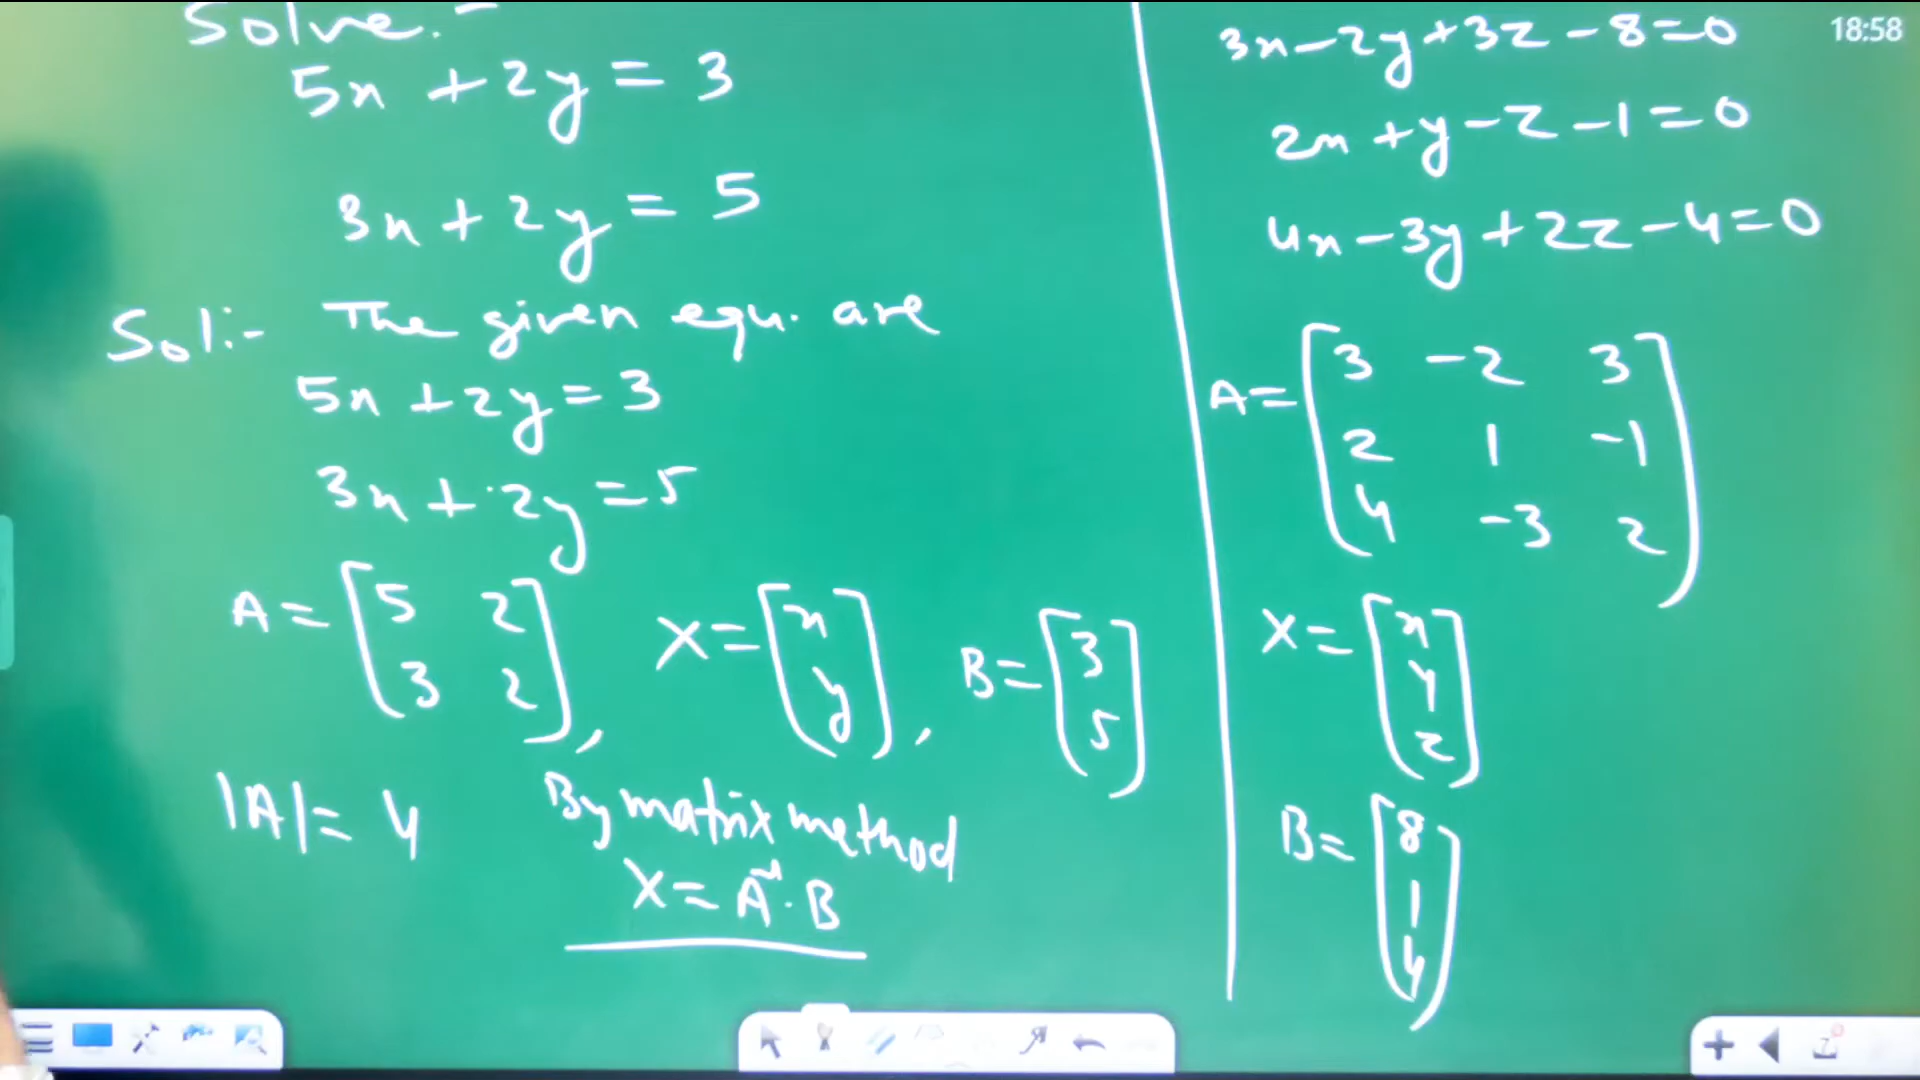 Solve:-
5x + 2y = 3
3x + 2y = 5
Sol:- The given equ. are
5x + 2y = 3
3x + 2y = 5
A = [5 2
3 2], X = [x
y], B = [3
5]
|A| = 4 By matrix method
X = A⁻¹ · B
3x - 2y + 3z - 8 = 0
2x + y - z - 1 = 0
4x - 3y + 2z - 4 = 0
A = [3 -2 3
2 1 -1
4 -3 2]
X = [x
y
z]
B = [8
1
4]
18:58